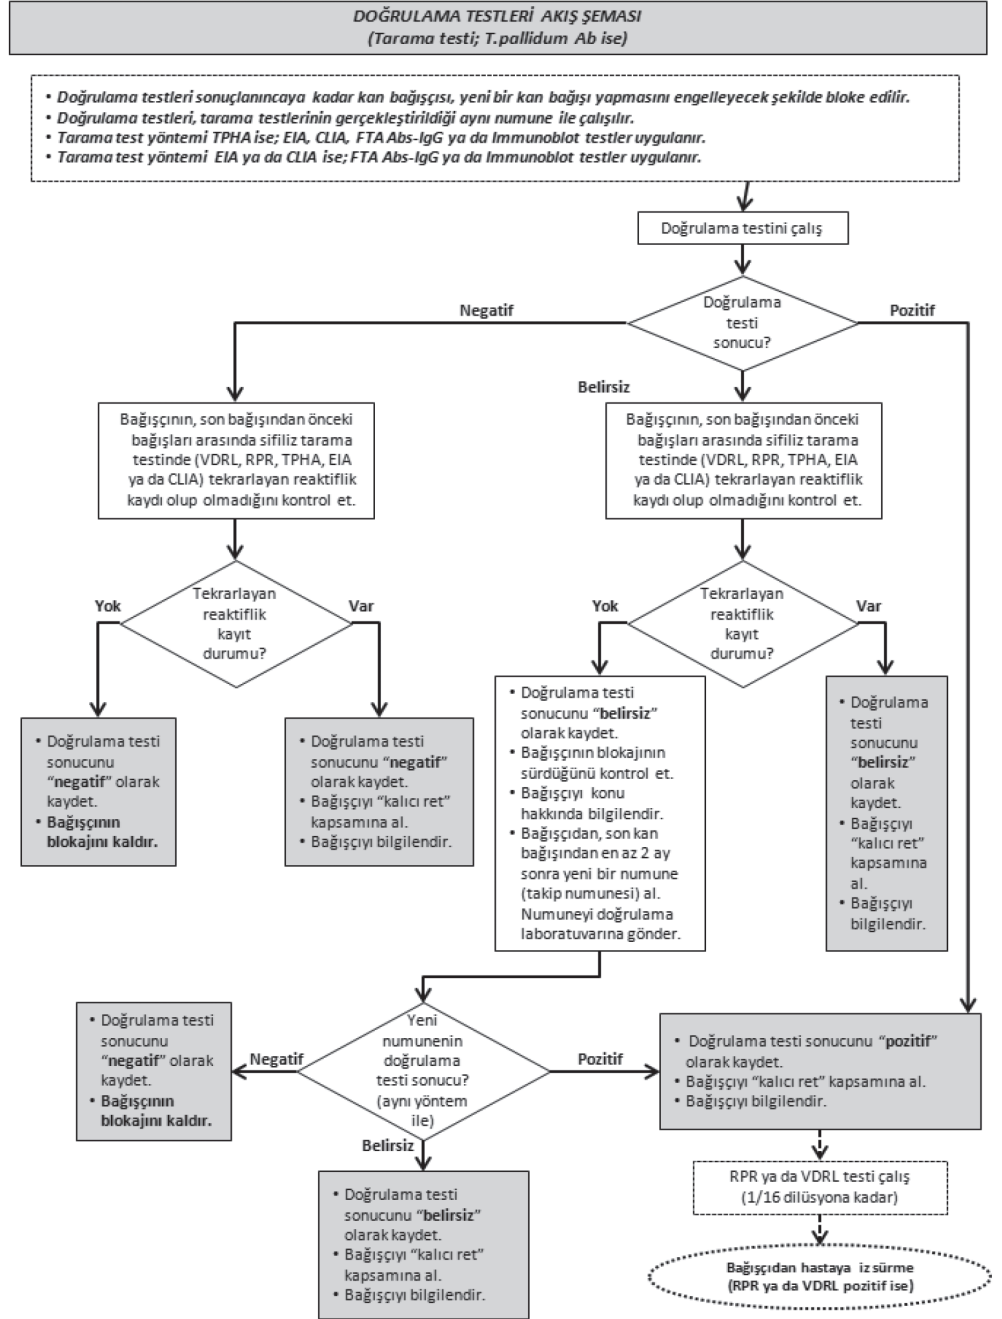 DOĞRULAMA TESTLERİ AKIŞ ŞEMASI
(Tarama testi; T.pallidum Ab ise)
• Doğrulama testleri sonuçlanıncaya kadar kan bağışçısı, yeni bir kan bağışı yapmasını engelleyecek şekilde bloke edilir.
• Doğrulama testleri, tarama testlerinin gerçekleştirildiği aynı numune ile çalışılır.
• Tarama test yöntemi TPHA ise; EIA, CLIA, FTA Abs-IgG ya da Immunoblot testler uygulanır.
• Tarama test yöntemi EIA ya da CLIA ise; FTA Abs-IgG ya da Immunoblot testler uygulanır.
Doğrulama testini çalış
Doğrulama
testi
sonucu?
Negatif
Pozitif
Belirsiz
Bağışçının, son bağışından önceki
bağışları arasında sifiliz tarama
testinde (VDRL, RPR, TPHA, EIA
ya da CLIA) tekrarlayan reaktiflik
kaydı olup olmadığını kontrol et.
Bağışçının, son bağışından önceki
bağışları arasında sifiliz tarama
testinde (VDRL, RPR, TPHA, EIA
ya da CLIA) tekrarlayan reaktiflik
kaydı olup olmadığını kontrol et.
Tekrarlayan
reaktiflik
kayıt
durumu?
Yok
Var
Tekrarlayan
reaktiflik
kayıt
durumu?
Yok
Var
• Doğrulama testi
sonucunu
“negatif” olarak
kaydet.
• Bağışçının
blokajını kaldır.
• Doğrulama testi
sonucunu “negatif”
olarak kaydet.
• Bağışçıyı “kalıcı ret”
kapsamına al.
• Bağışçıyı bilgilendir.
• Doğrulama testi
sonucunu “belirsiz”
olarak kaydet.
• Bağışçının blokajının
sürdüğünü kontrol et.
• Bağışçıyı konu
hakkında bilgilendir.
• Bağışçıdan, son kan
bağışından en az 2 ay
sonra yeni bir numune
(takip numunesi) al.
Numuneyi doğrulama
laboratuvarına gönder.
• Doğrulama
testi
sonucunu
“belirsiz”
olarak
kaydet.
• Bağışçıyı
“kalıcı ret”
kapsamına
al.
• Bağışçıyı
bilgilendir.
Yeni
numunenin
doğrulama
testi sonucu?
(aynı yöntem
ile)
Negatif
Pozitif
Belirsiz
• Doğrulama testi
sonucunu
“negatif” olarak
kaydet.
• Bağışçının
blokajını kaldır.
• Doğrulama testi sonucunu “pozitif”
olarak kaydet.
• Bağışçıyı “kalıcı ret” kapsamına al.
• Bağışçıyı bilgilendir.
• Doğrulama testi
sonucunu “belirsiz”
olarak kaydet.
• Bağışçıyı “kalıcı ret”
kapsamına al.
• Bağışçıyı bilgilendir.
RPR ya da VDRL testi çalış
(1/16 dilüsyona kadar)
Bağışçıdan hastaya iz sürme
(RPR ya da VDRL pozitif ise)